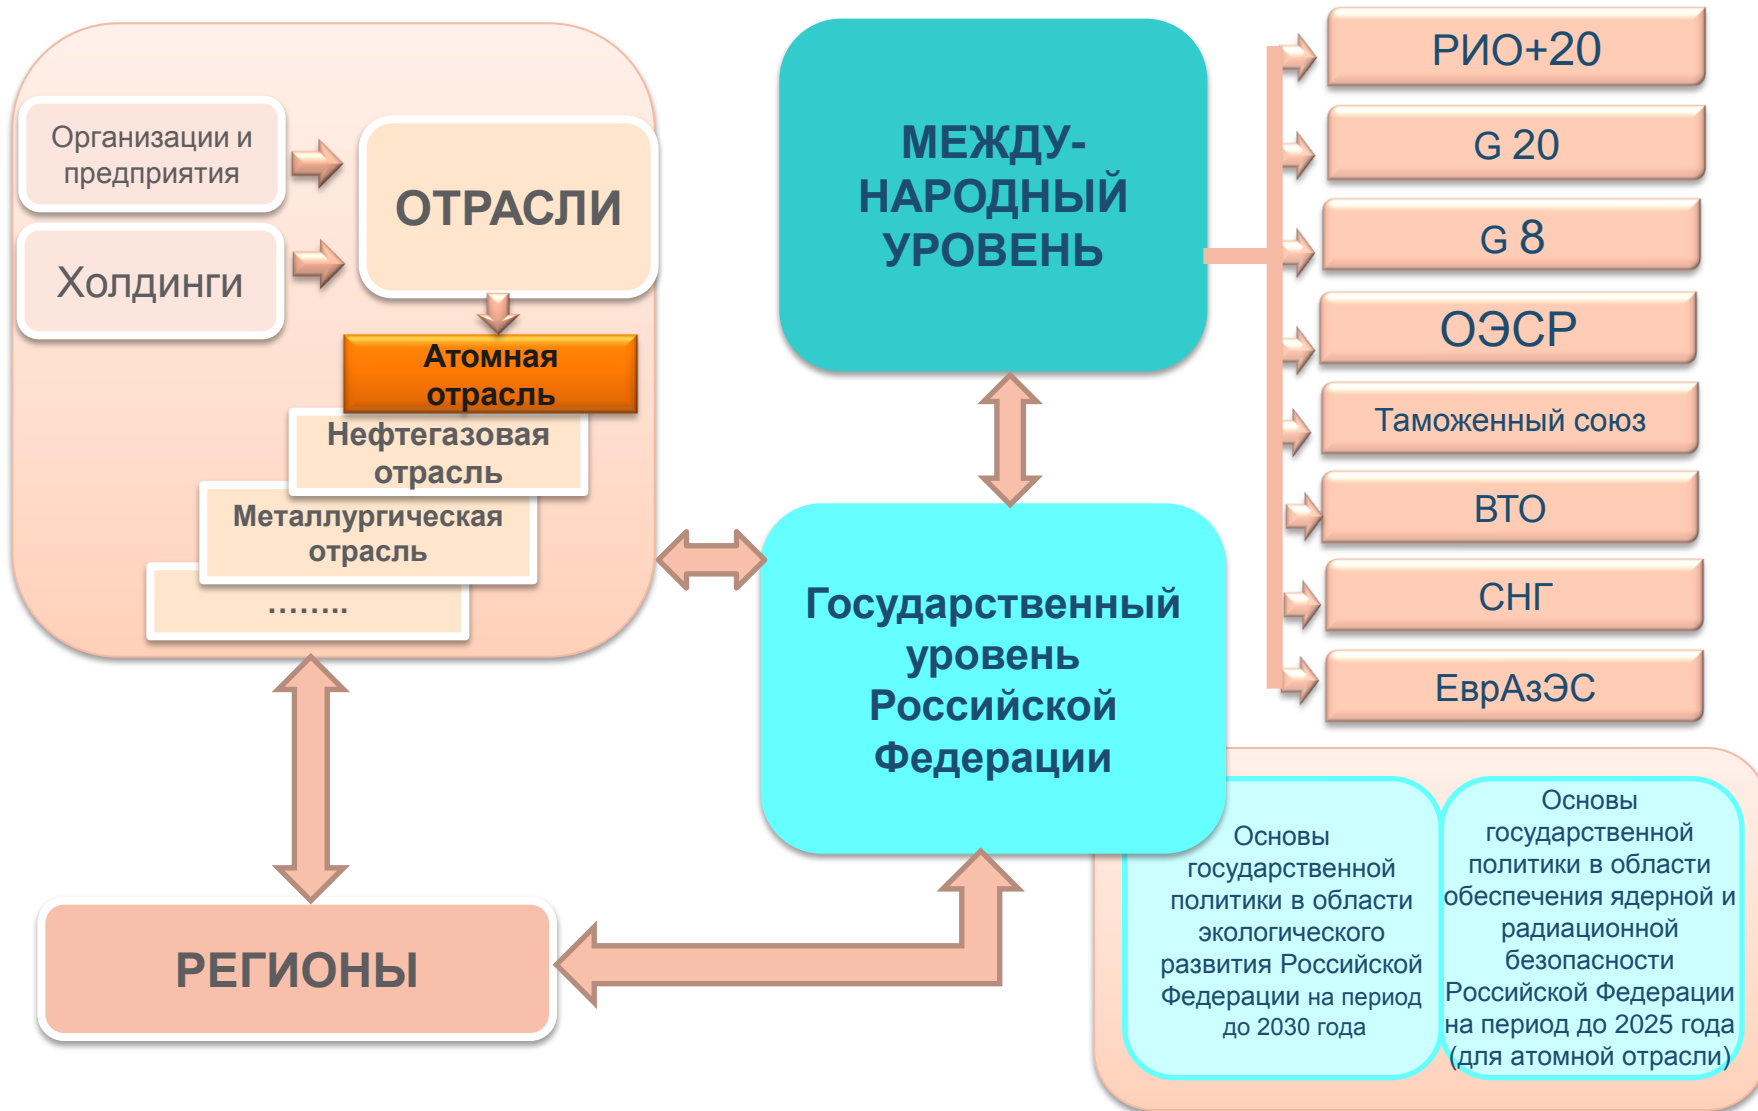 Организации и
предприятия
Холдинги
ОТРАСЛИ
Атомная
отрасль
Нефтегазовая
отрасль
Металлургическая
отрасль
……..
РЕГИОНЫ
МЕЖДУ-
НАРОДНЫЙ
УРОВЕНЬ
Государственный
уровень
Российской
Федерации
РИО+20
G 20
G 8
ОЭСР
Таможенный союз
ВТО
СНГ
ЕврАзЭС
Основы
государственной
политики в области
экологического
развития Российской
Федерации на период
до 2030 года
Основы
государственной
политики в области
обеспечения ядерной и
радиационной
безопасности
Российской Федерации
на период до 2025 года
(для атомной отрасли)